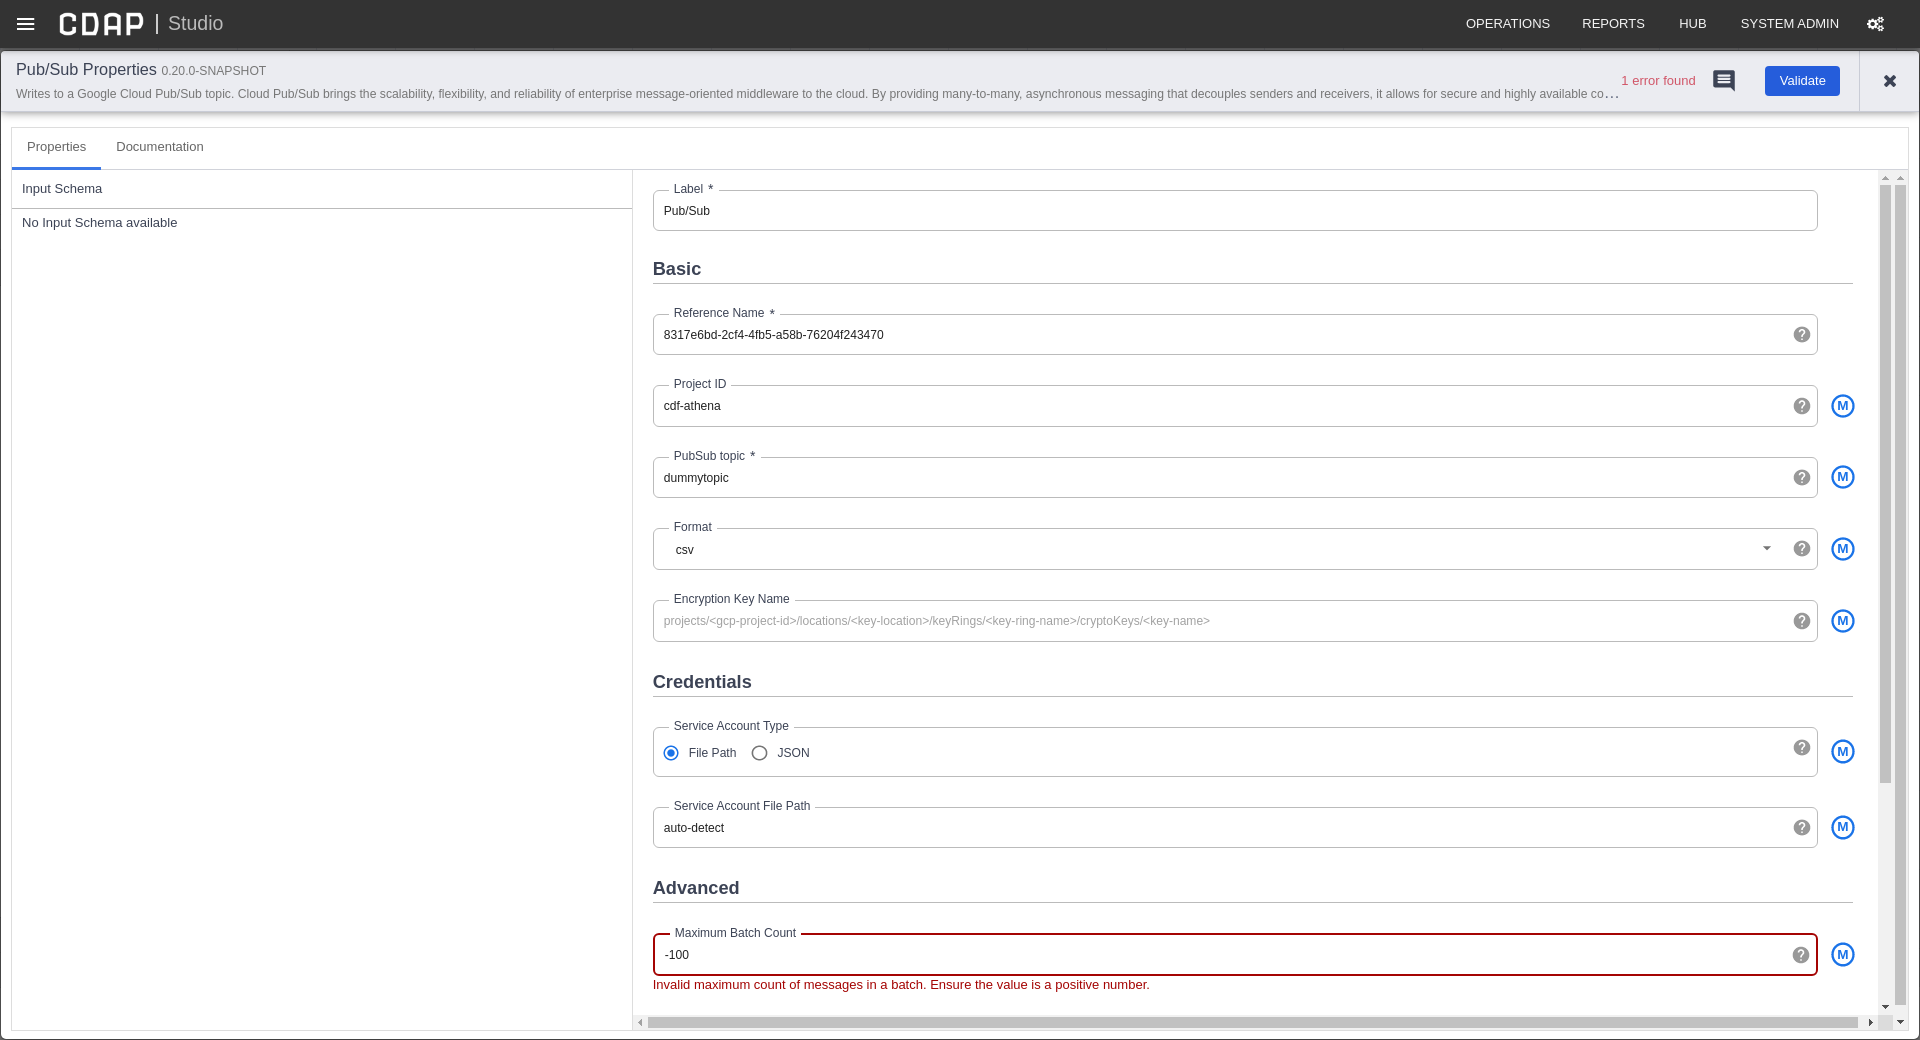 CDAP | Studio OPERATIONS REPORTS HUB SYSTEM ADMIN
Pub/Sub Properties 0.20.0-SNAPSHOT
Writes to a Google Cloud Pub/Sub topic. Cloud Pub/Sub brings the scalability, flexibility, and reliability of enterprise message-oriented middleware to the cloud. By providing many-to-many, asynchronous messaging that decouples senders and receivers, it allows for secure and highly available co...
1 error found
Validate
Properties Documentation
Input Schema
No Input Schema available
Label *
Pub/Sub
Basic
Reference Name *
8317e6bd-2cf4-4fb5-a58b-76204f243470
Project ID
cdf-athena
M
PubSub topic *
dummytopic
M
Format
csv
M
Encryption Key Name
projects/<gcp-project-id>/locations/<key-location>/keyRings/<key-ring-name>/cryptoKeys/<key-name>
M
Credentials
Service Account Type
File Path JSON
M
Service Account File Path
auto-detect
M
Advanced
Maximum Batch Count
-100
M
Invalid maximum count of messages in a batch. Ensure the value is a positive number.